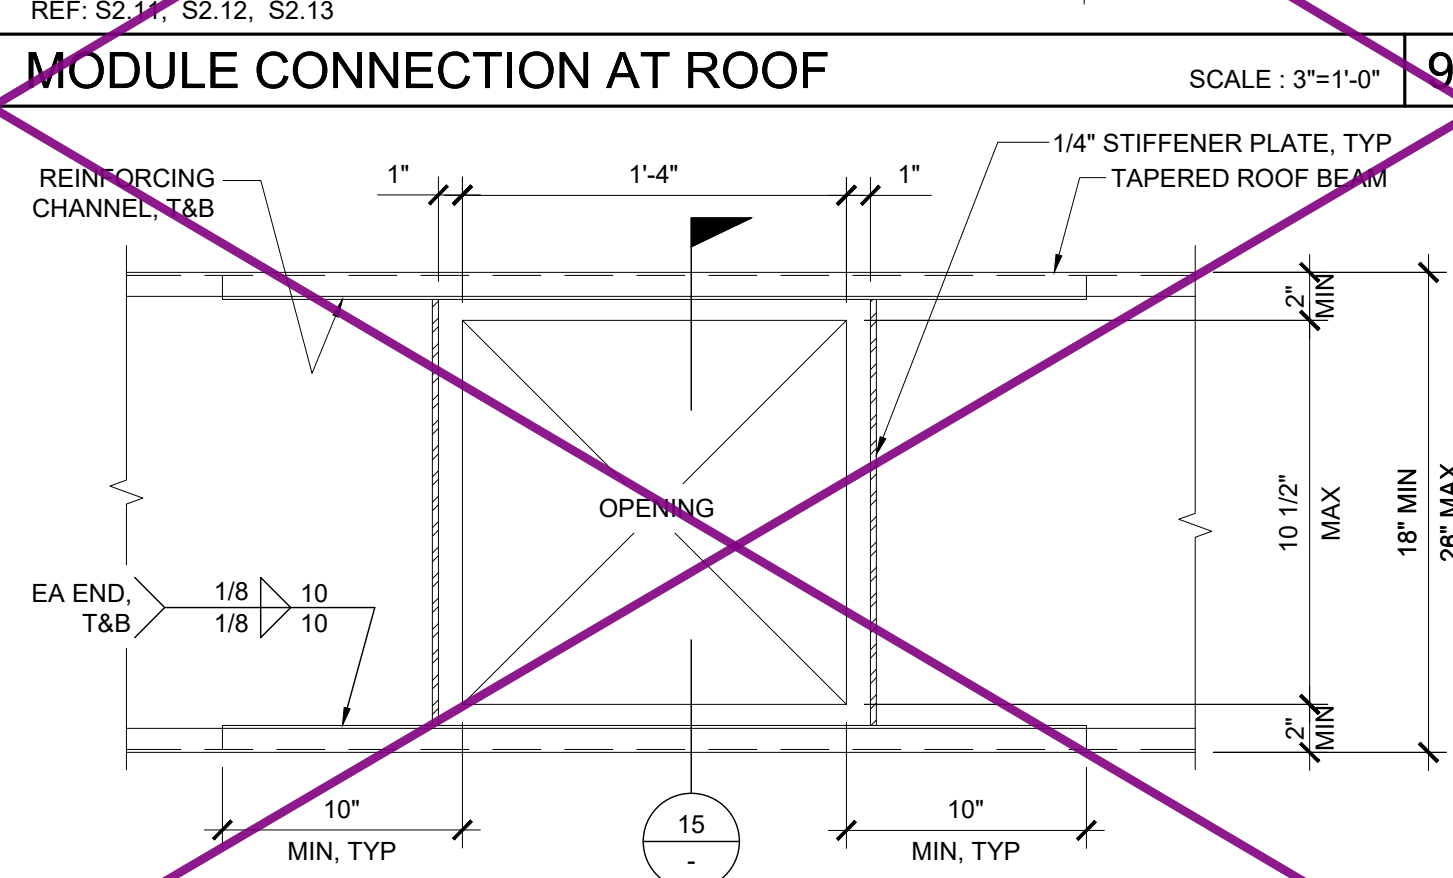 REF: S2.11, S2.12, S2.13
MODULE CONNECTION AT ROOF
SCALE : 3"=1'-0"
9
1/4" STIFFENER PLATE, TYP
TAPERED ROOF BEAM
REINFORCING
CHANNEL, T&B
1"
1'-4"
1"
2"
MIN
OPENING
10 1/2"
MAX
18" MIN
26" MAX
EA END,
T&B
1/8
10
1/8
10
2"
MIN
10"
MIN, TYP
15
-
10"
MIN, TYP